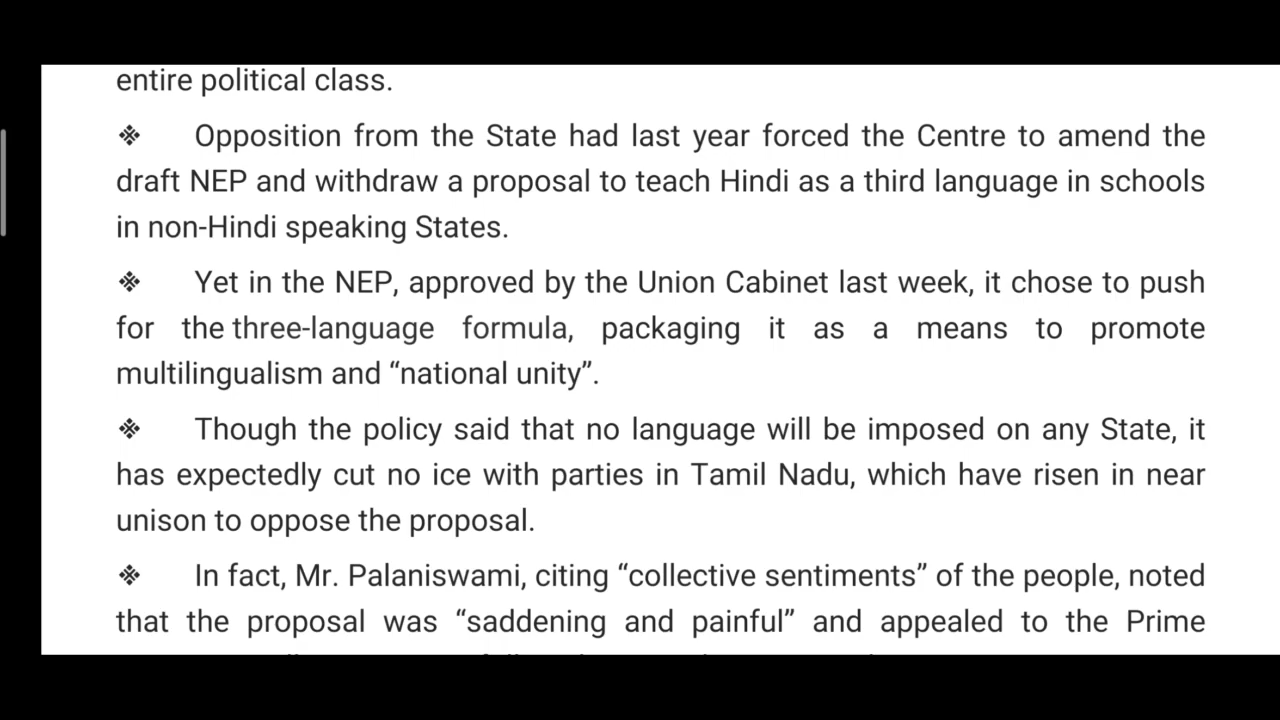 entire political class.
❖ Opposition from the State had last year forced the Centre to amend the
draft NEP and withdraw a proposal to teach Hindi as a third language in schools
in non-Hindi speaking States.
❖ Yet in the NEP, approved by the Union Cabinet last week, it chose to push
for the three-language formula, packaging it as a means to promote
multilingualism and “national unity”.
❖ Though the policy said that no language will be imposed on any State, it
has expectedly cut no ice with parties in Tamil Nadu, which have risen in near
unison to oppose the proposal.
❖ In fact, Mr. Palaniswami, citing “collective sentiments” of the people, noted
that the proposal was “saddening and painful” and appealed to the Prime